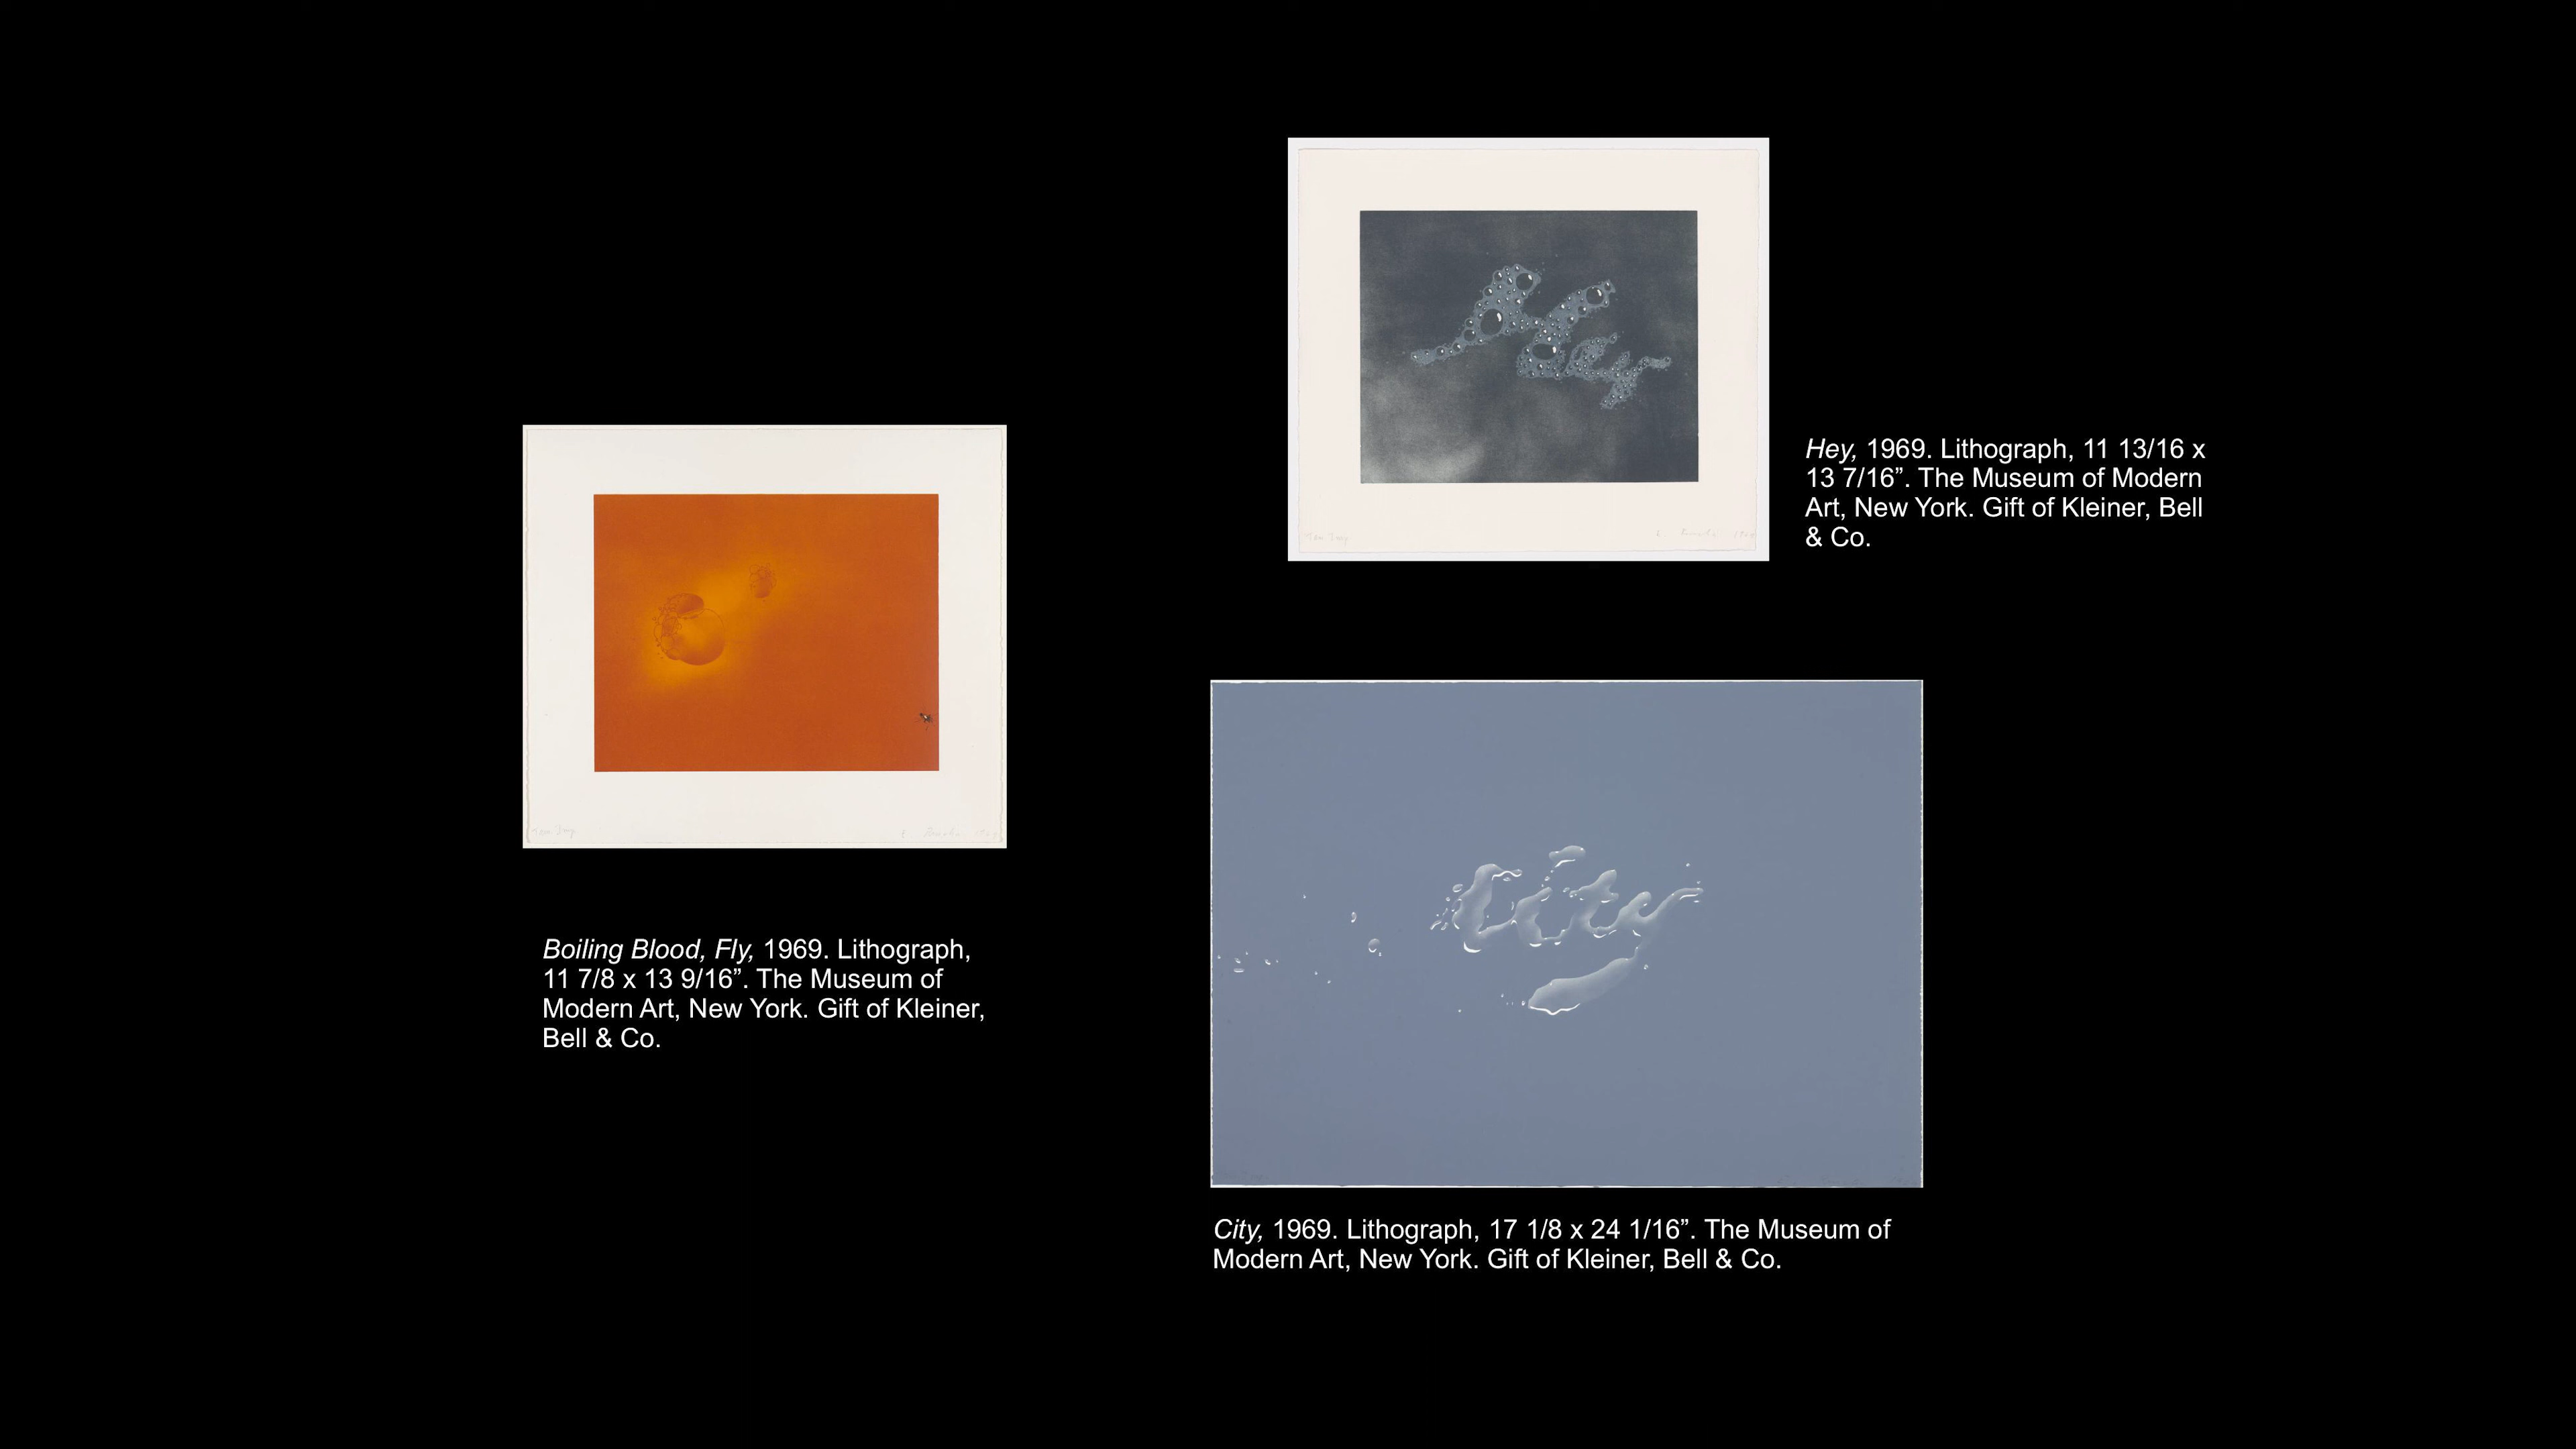 Hey
Hey, 1969. Lithograph, 11 13/16 x
13 7/16”. The Museum of Modern
Art, New York. Gift of Kleiner, Bell
& Co.
Boiling Blood, Fly, 1969. Lithograph,
11 7/8 x 13 9/16”. The Museum of
Modern Art, New York. Gift of Kleiner,
Bell & Co.
City
City, 1969. Lithograph, 17 1/8 x 24 1/16”. The Museum of
Modern Art, New York. Gift of Kleiner, Bell & Co.